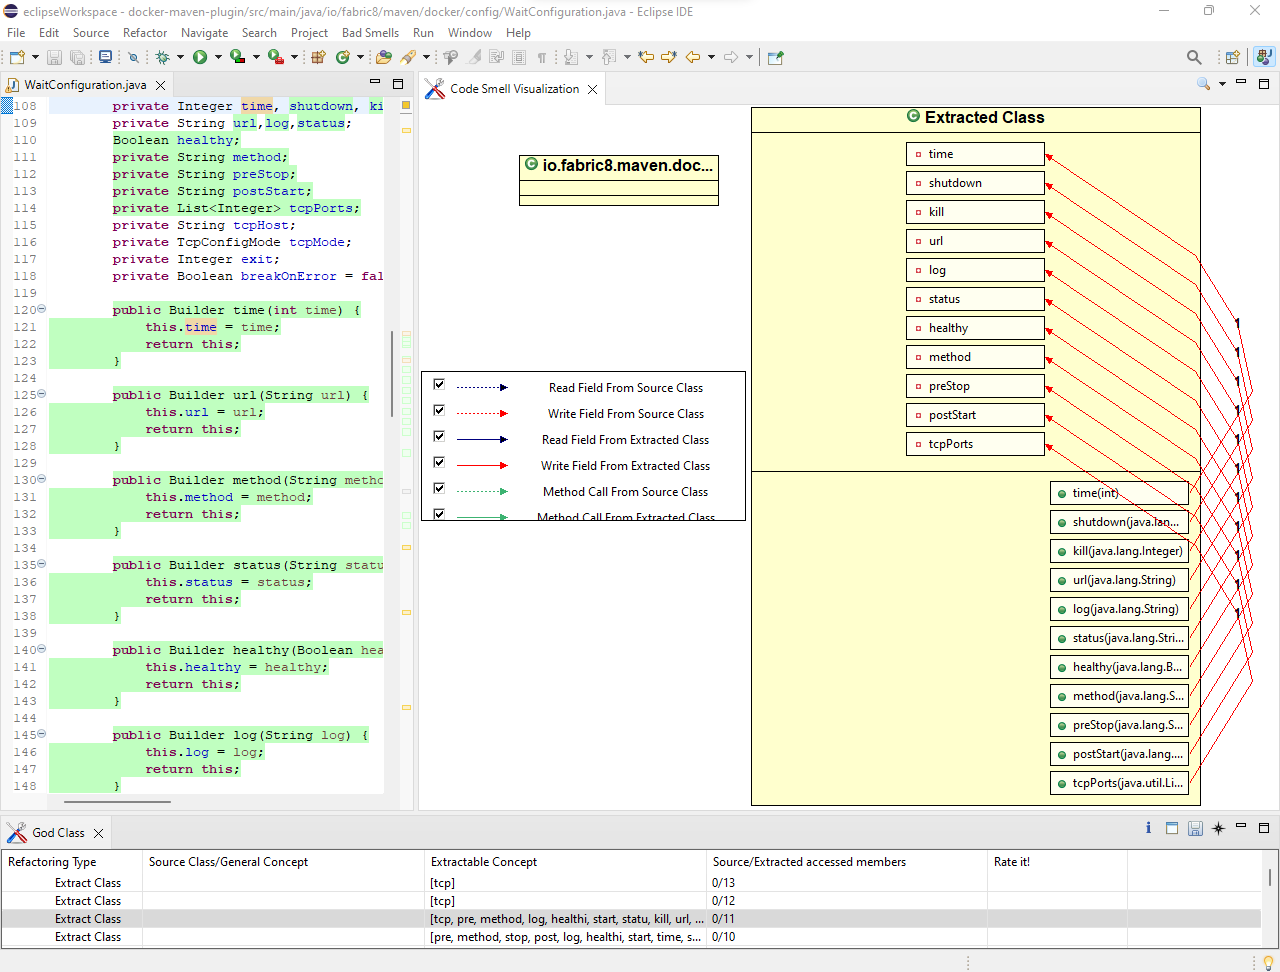 eclipseWorkspace - docker-maven-plugin/src/main/java/io/fabric8/maven/docker/config/WaitConfiguration.java - Eclipse IDE
File Edit Source Refactor Navigate Search Project Bad Smells Run Window Help
WaitConfiguration.java
108 private Integer time, shutdown, ki
109 private String url,log,status;
110 Boolean healthy;
111 private String method;
112 private String preStop;
113 private String postStart;
114 private List<Integer> tcpPorts;
115 private String tcpHost;
116 private TcpConfigMode tcpMode;
117 private Integer exit;
118 private Boolean breakOnError = fal
119
120 public Builder time(int time) {
121 this.time = time;
122 return this;
123 }
124
125 public Builder url(String url) {
126 this.url = url;
127 return this;
128 }
129
130 public Builder method(String metho
131 this.method = method;
132 return this;
133 }
134
135 public Builder status(String statu
136 this.status = status;
137 return this;
138 }
139
140 public Builder healthy(Boolean hea
141 this.healthy = healthy;
142 return this;
143 }
144
145 public Builder log(String log) {
146 this.log = log;
147 return this;
148 }
Code Smell Visualization
io.fabric8.maven.doc...
Extracted Class
time
shutdown
kill
url
log
status
healthy
method
preStop
postStart
tcpPorts
time(int)
shutdown(java.lan...
kill(java.lang.Integer)
url(java.lang.String)
log(java.lang.String)
status(java.lang.Stri...
healthy(java.lang.B...
method(java.lang.S...
preStop(java.lang.S...
postStart(java.lang....
tcpPorts(java.util.Li...
1
1
1
1
1
1
1
1
1
1
1
Read Field From Source Class
Write Field From Source Class
Read Field From Extracted Class
Write Field From Extracted Class
Method Call From Source Class
Method Call From Extracted Class
God Class
Refactoring Type Source Class/General Concept Extractable Concept Source/Extracted accessed members Rate it!
Extract Class [tcp] 0/13
Extract Class [tcp] 0/12
Extract Class [tcp, pre, method, log, healthi, start, statu, kill, url, ... 0/11
Extract Class [pre, method, stop, post, log, healthi, start, time, s... 0/10